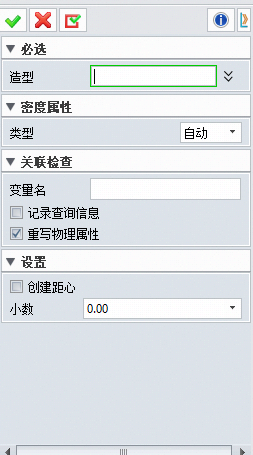 必选
造型
密度属性
类型 自动
关联检查
变量名
记录查询信息
重写物理属性
设置
创建距心
小数 0.00